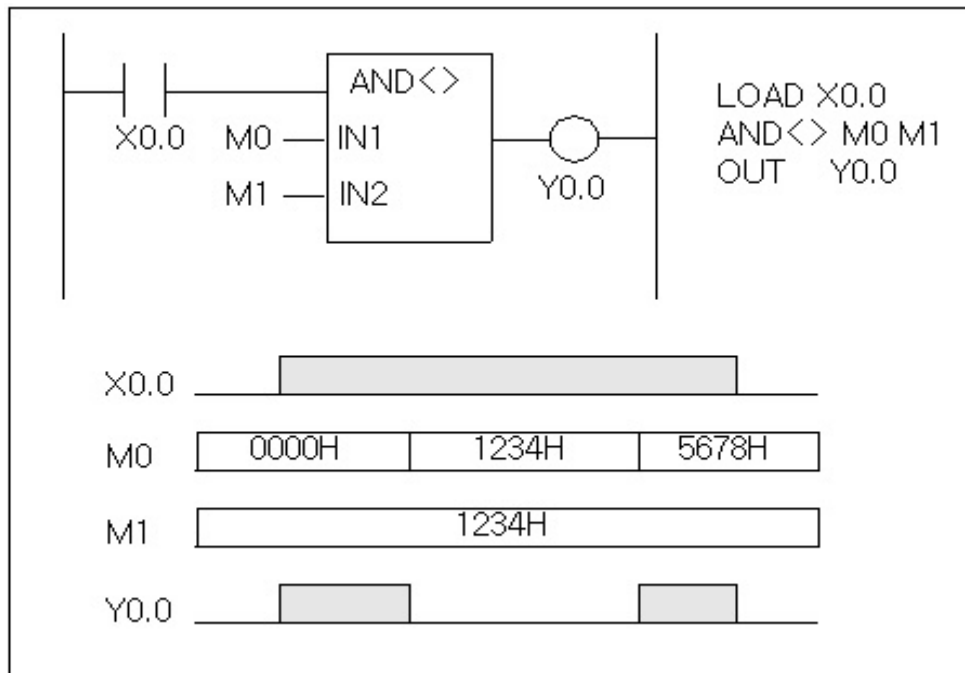 AND<>
X0.0
M0 IN1
M1 IN2
Y0.0
LOAD X0.0
AND<> M0 M1
OUT Y0.0
X0.0
M0 0000H 1234H 5678H
M1 1234H
Y0.0